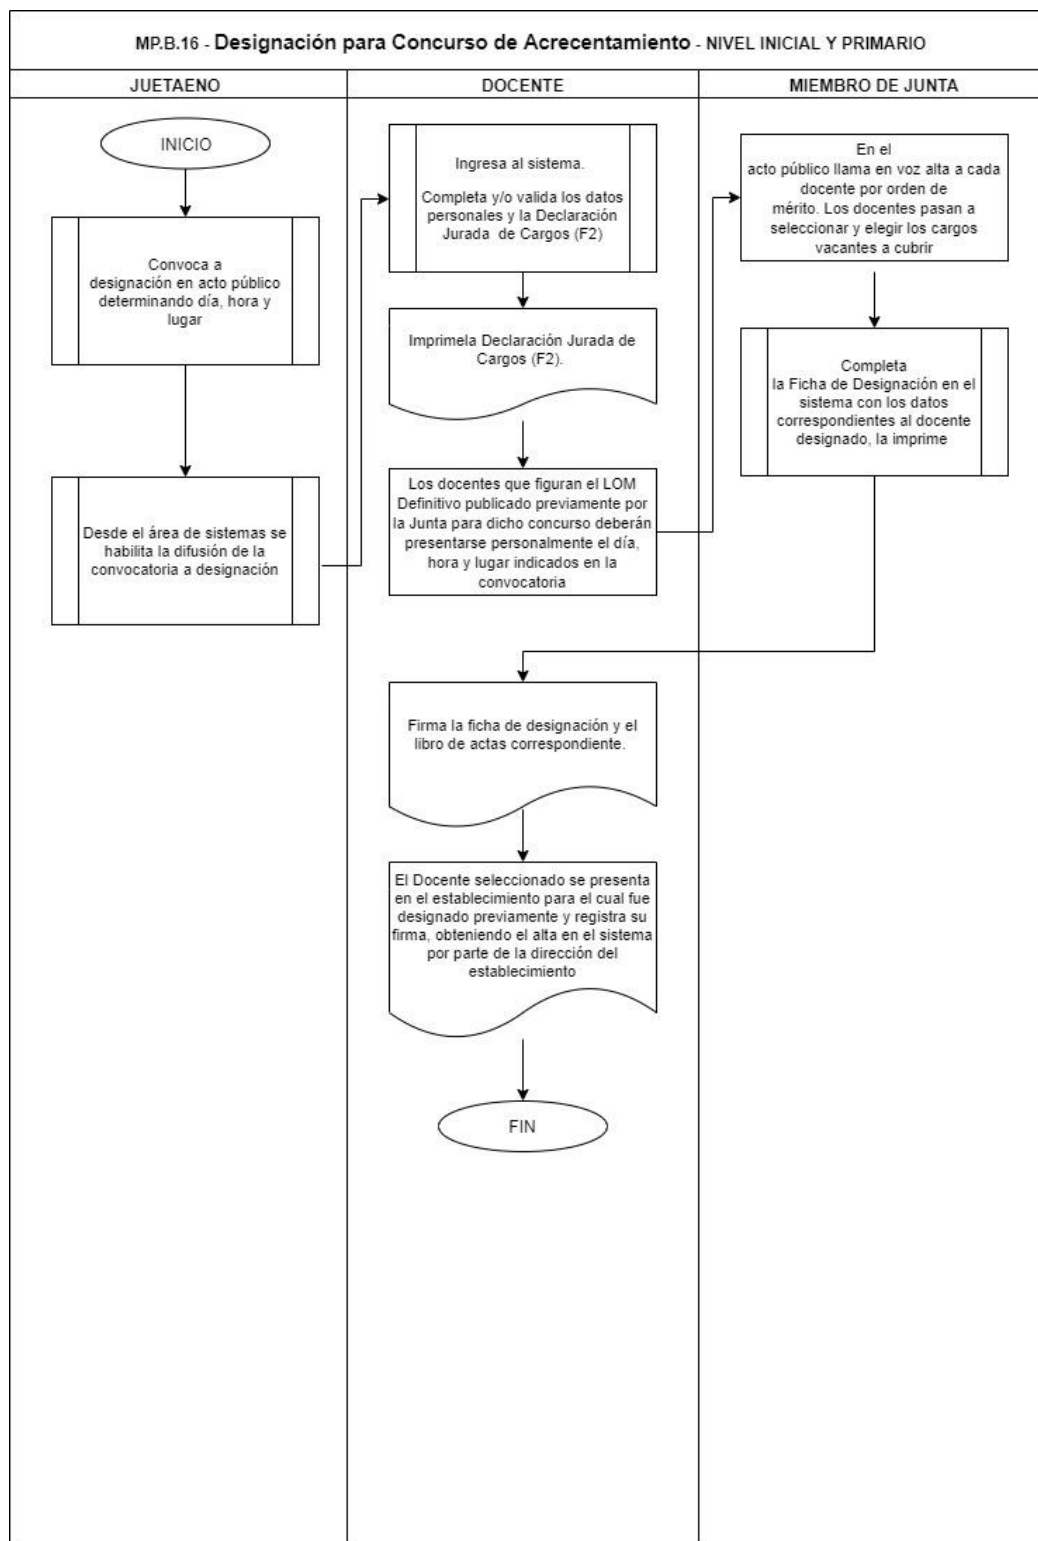 MP.B.16 - Designación para Concurso de Acrecentamiento - NIVEL INICIAL Y PRIMARIO
JUETAENO
DOCENTE
MIEMBRO DE JUNTA
INICIO
Convoca a
designación en acto público
determinando día, hora y
lugar
Desde el área de sistemas se
habilita la difusión de la
convocatoria a designación
Ingresa al sistema.
Completa y/o valida los datos
personales y la Declaración
Jurada de Cargos (F2)
Imprimela Declaración Jurada de
Cargos (F2).
Los docentes que figuran el LOM
Definitivo publicado previamente por
la Junta para dicho concurso deberán
presentarse personalmente el día,
hora y lugar indicados en la
convocatoria
En el
acto público llama en voz alta a cada
docente por orden de
mérito. Los docentes pasan a
seleccionar y elegir los cargos
vacantes a cubrir
Completa
la Ficha de Designación en el
sistema con los datos
correspondientes al docente
designado, la imprime
Firma la ficha de designación y el
libro de actas correspondiente.
El Docente seleccionado se presenta
en el establecimiento para el cual fue
designado previamente y registra su
firma, obteniendo el alta en el sistema
por parte de la dirección del
establecimiento
FIN